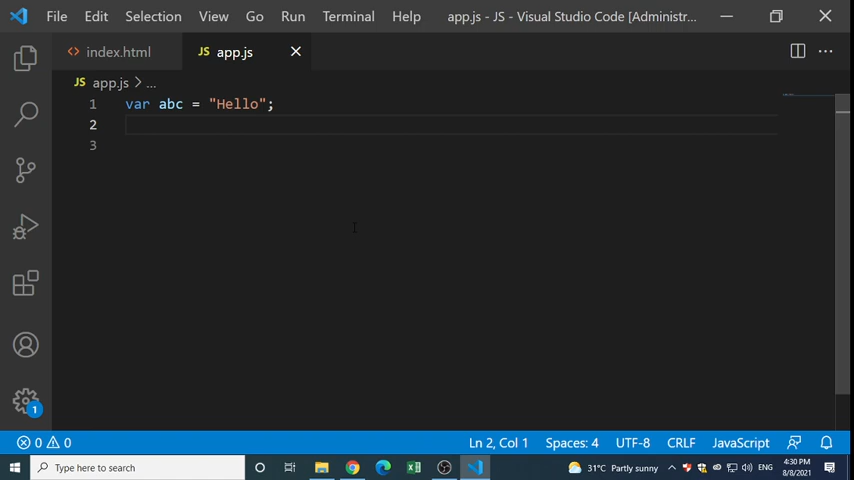 File Edit Selection View Go Run Terminal Help app.js - JS - Visual Studio Code [Administr...
<> index.html JS app.js
JS app.js > ...
1 var abc = "Hello";
2
3
1
0 0 Ln 2, Col 1 Spaces: 4 UTF-8 CRLF JavaScript
Type here to search 31°C Partly sunny ENG 4:30 PM
8/8/2021